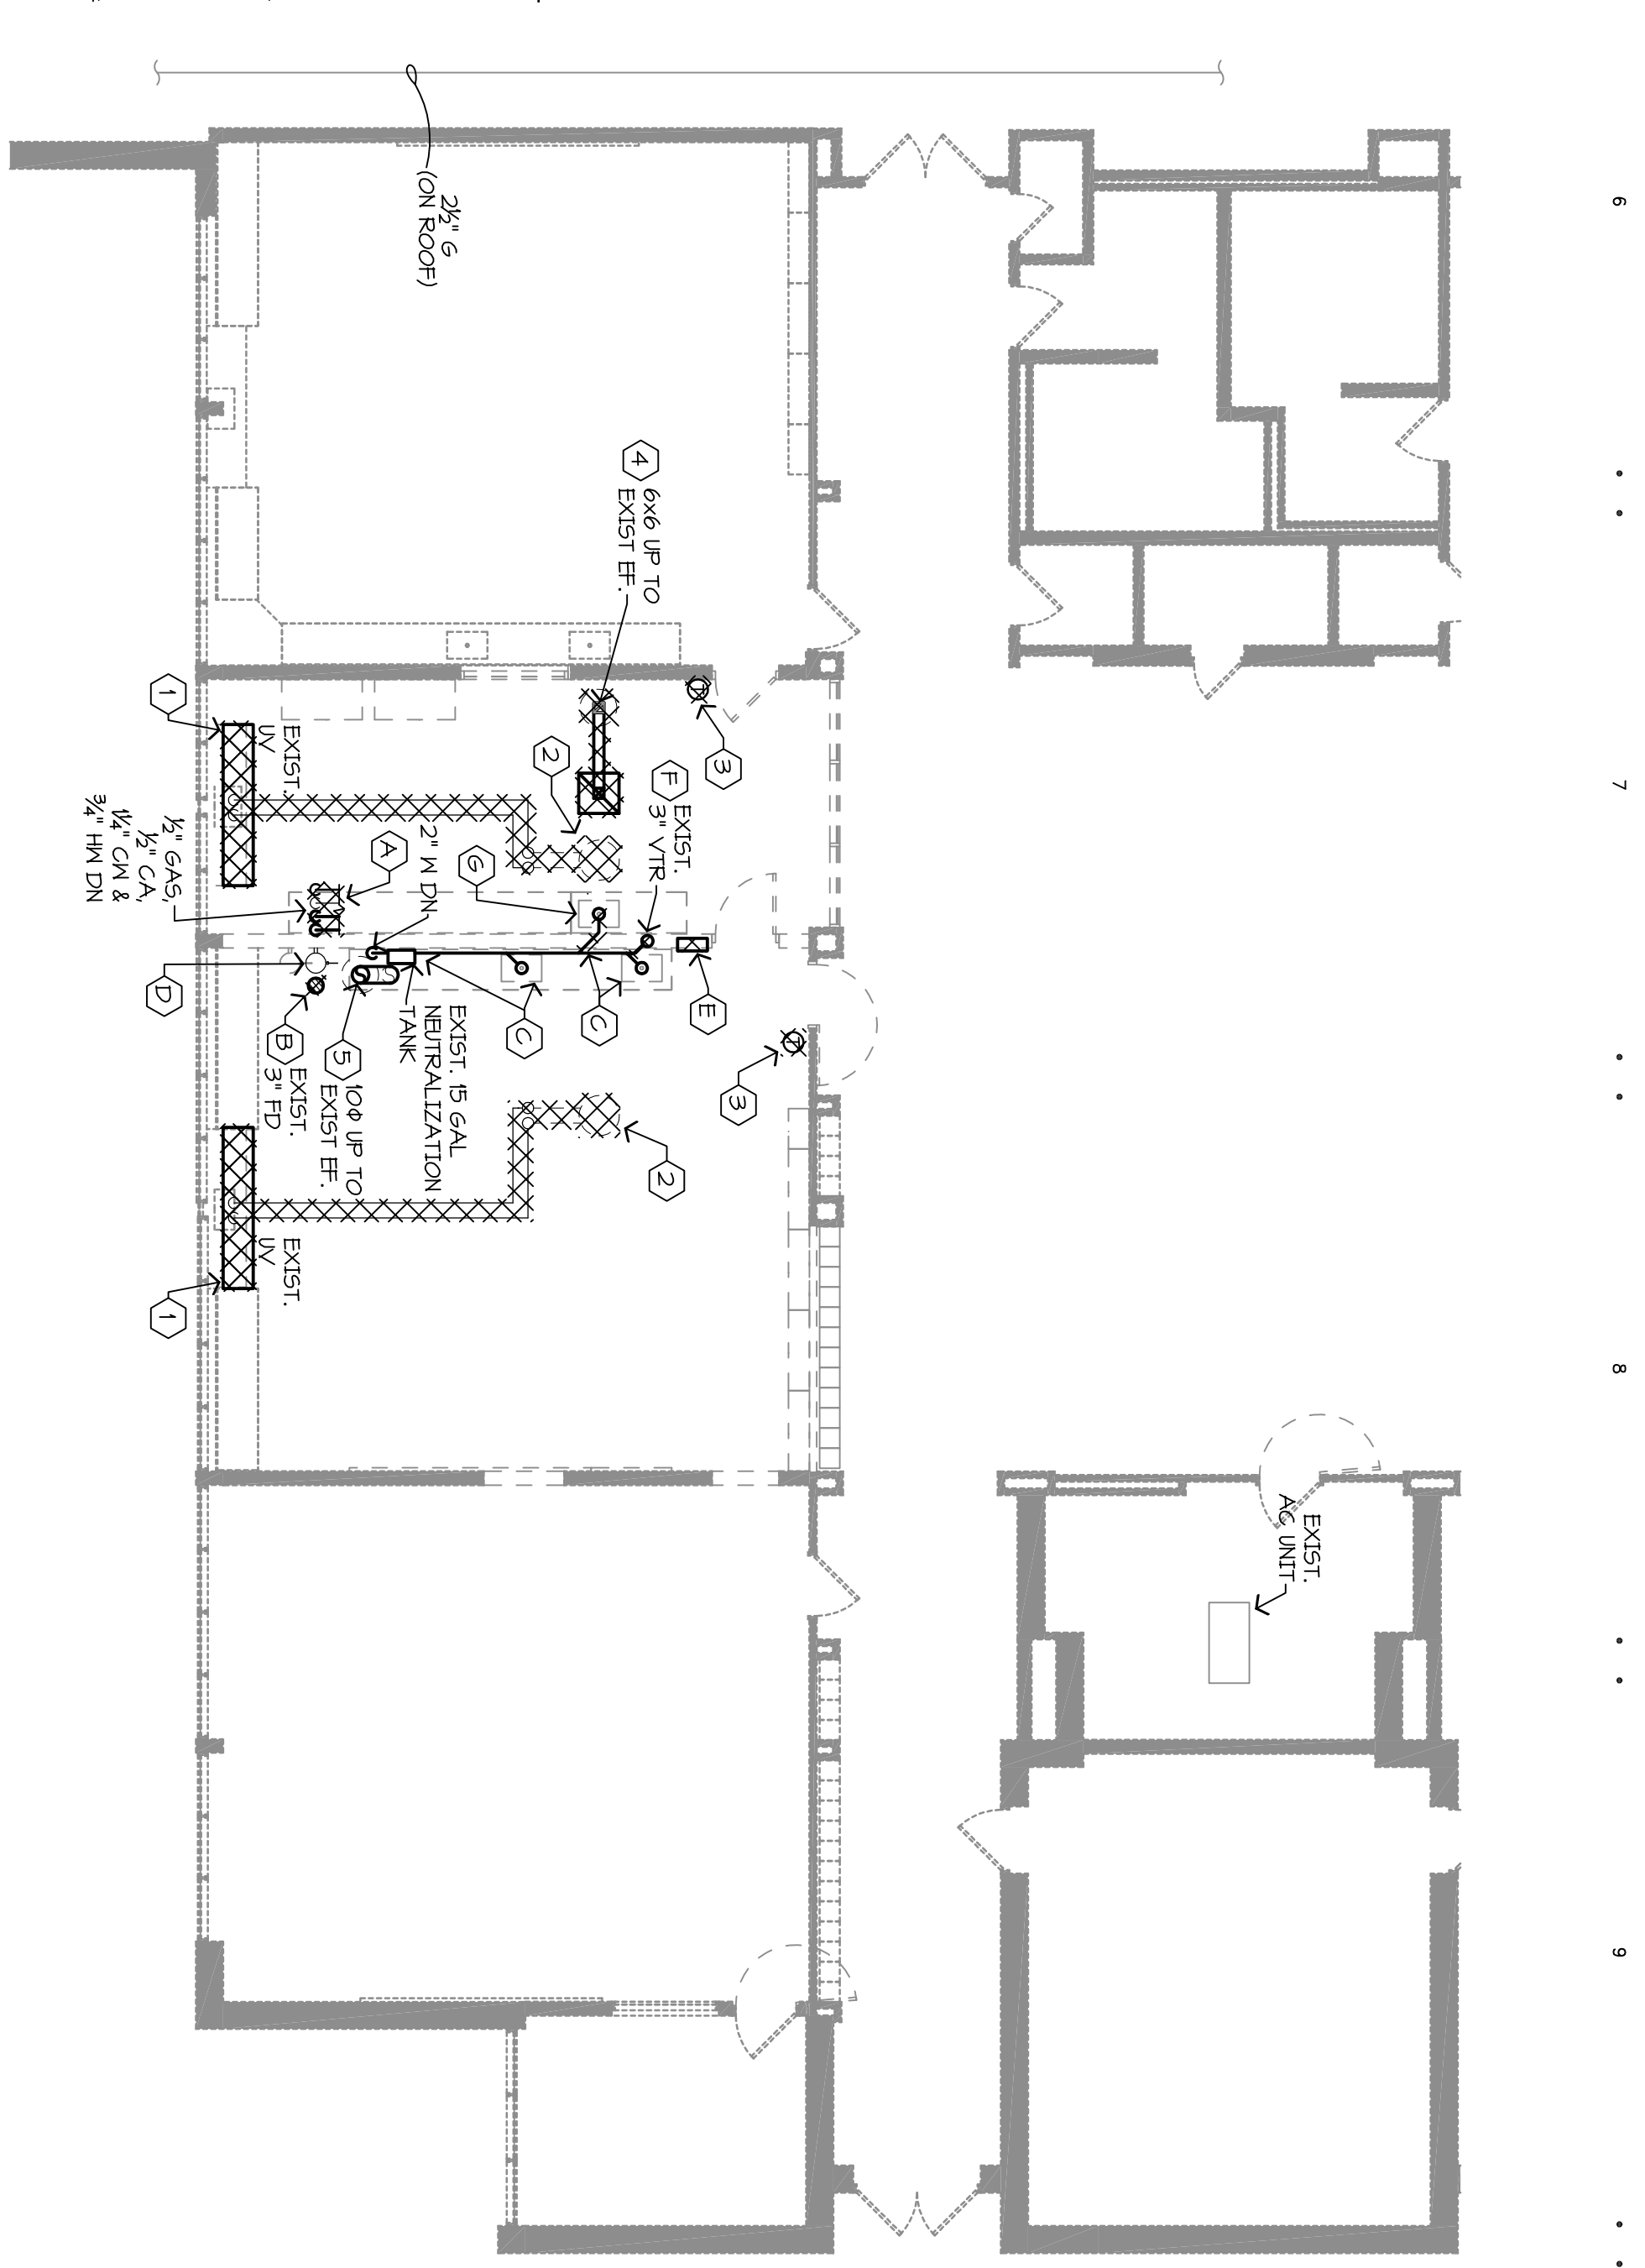 6
7
8
9
2½" G
(ON ROOF)
4
6x6 UP TO
EXIST EF.
3
1
EXIST.
UV
2
F
EXIST.
3" VTR
A
2" W DN
G
½" GAS,
½" CA,
1¼" CW &
¾" HW DN
E
C
C
D
B
EXIST.
3" FD
5
10Φ UP TO
EXIST EF.
EXIST. 15 GAL
NEUTRALIZATION
TANK
3
2
EXIST.
UV
1
EXIST.
AC UNIT